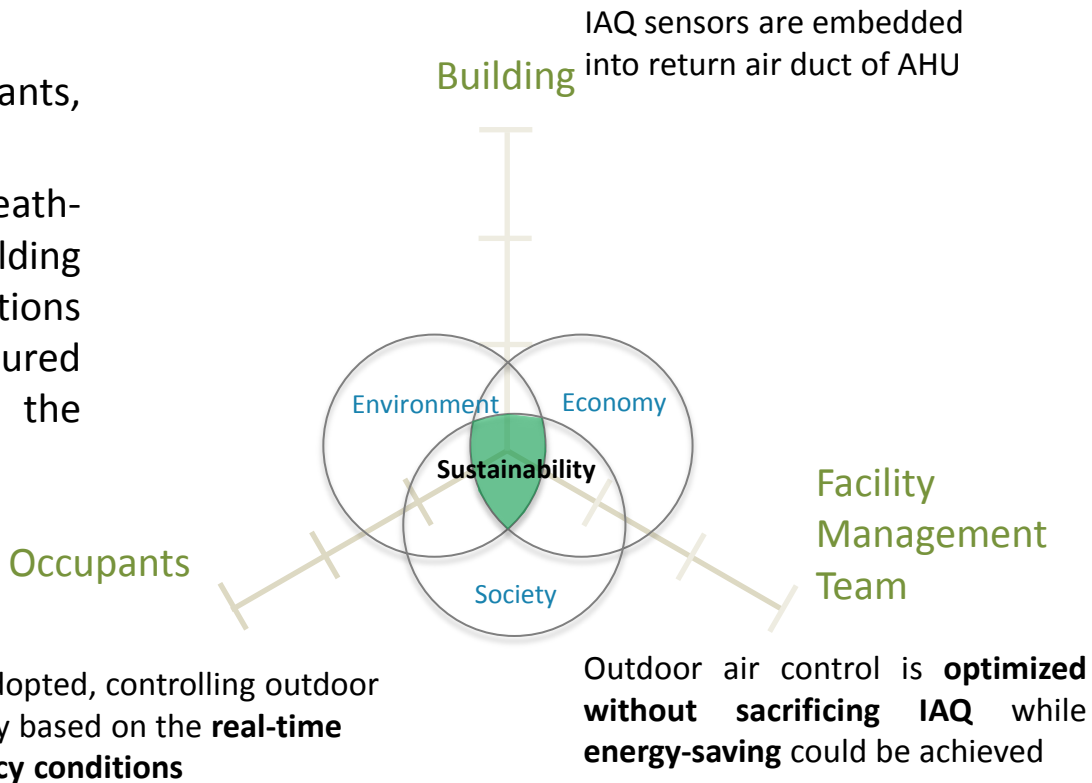 IAQ sensors are embedded
into return air duct of AHU
Building
ants,
eath-
lding
tions
ured
the
Environment
Economy
Sustainability
Society
Occupants
Facility
Management
Team
dopted, controlling outdoor
y based on the real-time
cy conditions
Outdoor air control is optimized
without sacrificing IAQ while
energy-saving could be achieved